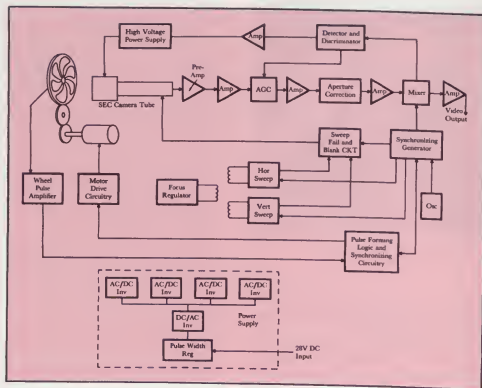 High Voltage
Power Supply
Amp
Detector and
Discriminator
SEC Camera Tube
Pre-
Amp
Amp
AGC
Amp
Aperture
Correction
Amp
Mixer
Amp
Video
Output
Sweep
Fail and
Blank CKT
Synchronizing
Generator
Wheel
Pulse
Amplifier
Motor
Drive
Circuitry
Focus
Regulator
Hor
Sweep
Vert
Sweep
Osc
Pulse Forming
Logic and
Synchronizing
Circuitry
AC/DC
Inv
AC/DC
Inv
AC/DC
Inv
AC/DC
Inv
DC/AC
Inv
Power
Supply
Pulse Width
Reg
28V DC
Input